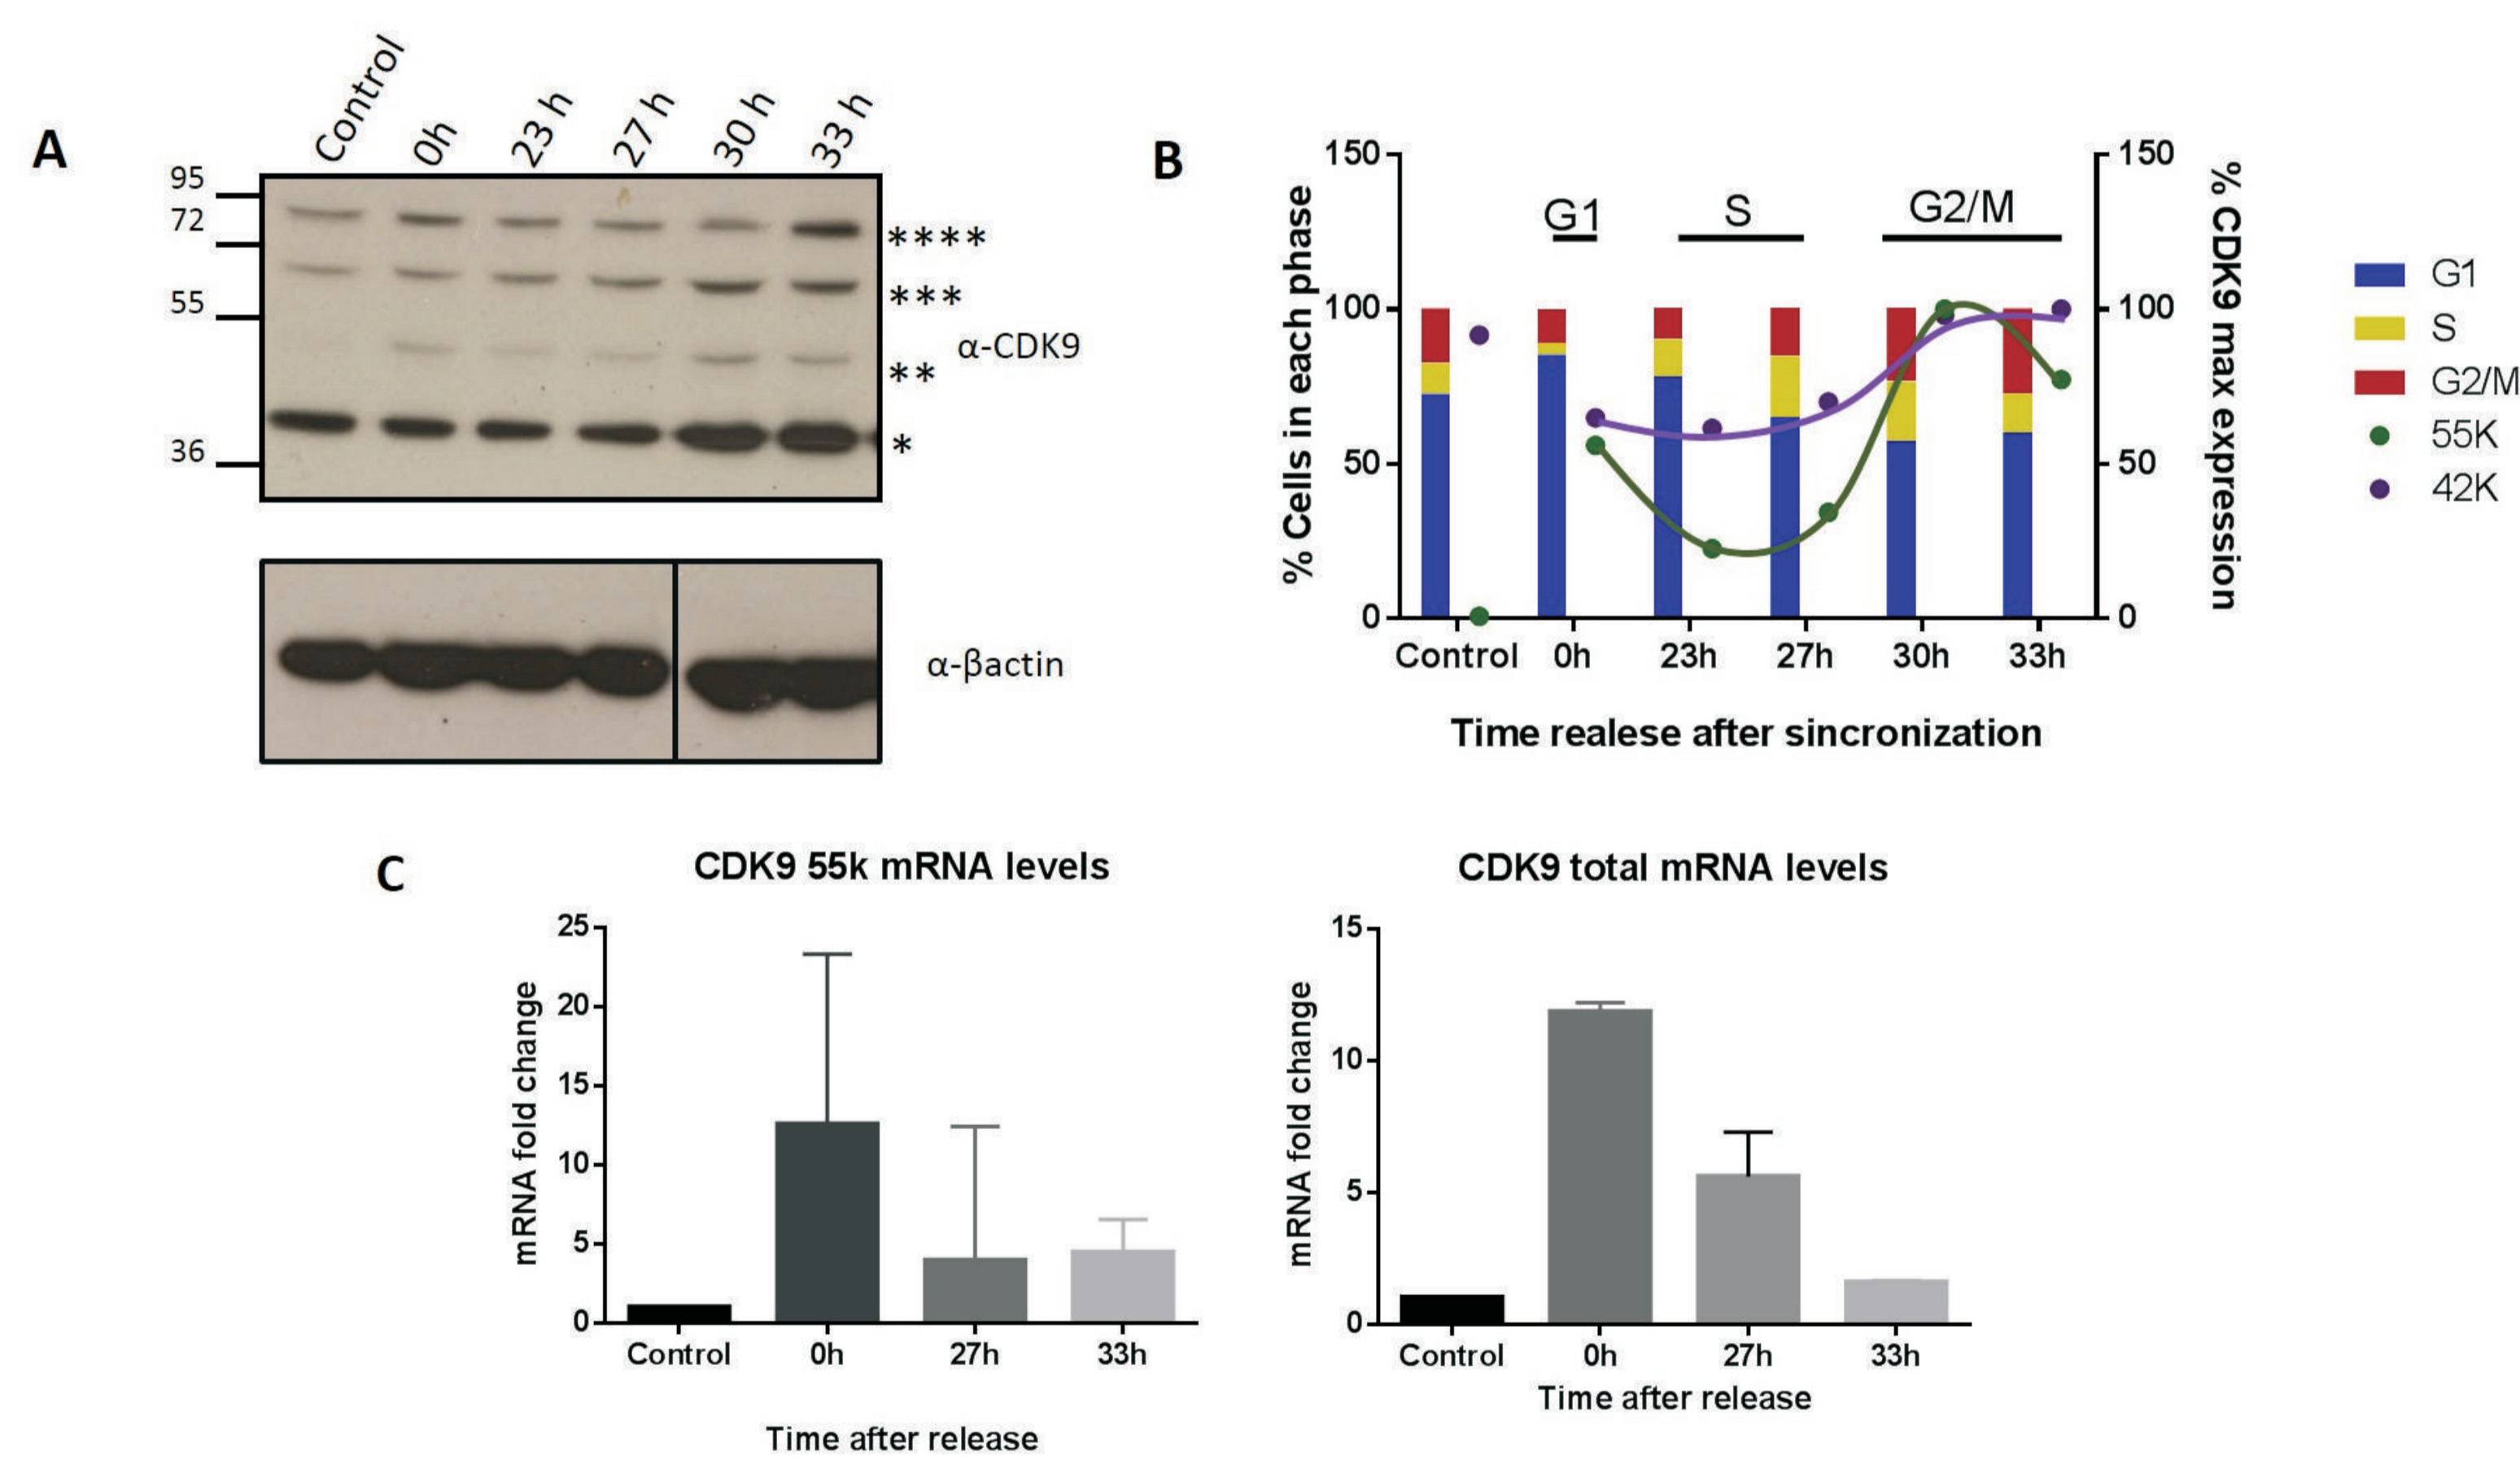 A
Control
0h
23 h
27 h
30 h
33 h
95
72
55
36
****
***
**
*
α-CDK9
α-βactin
B
% Cells in each phase
150
100
50
0
G1
S
G2/M
150
100
50
0
% CDK9 max expression
Control 0h 23h 27h 30h 33h
Time realese after sincronization
G1
S
G2/M
55K
42K
C
CDK9 55k mRNA levels
mRNA fold change
25
20
15
10
5
0
Control 0h 27h 33h
Time after release
CDK9 total mRNA levels
mRNA fold change
15
10
5
0
Control 0h 27h 33h
Time after release